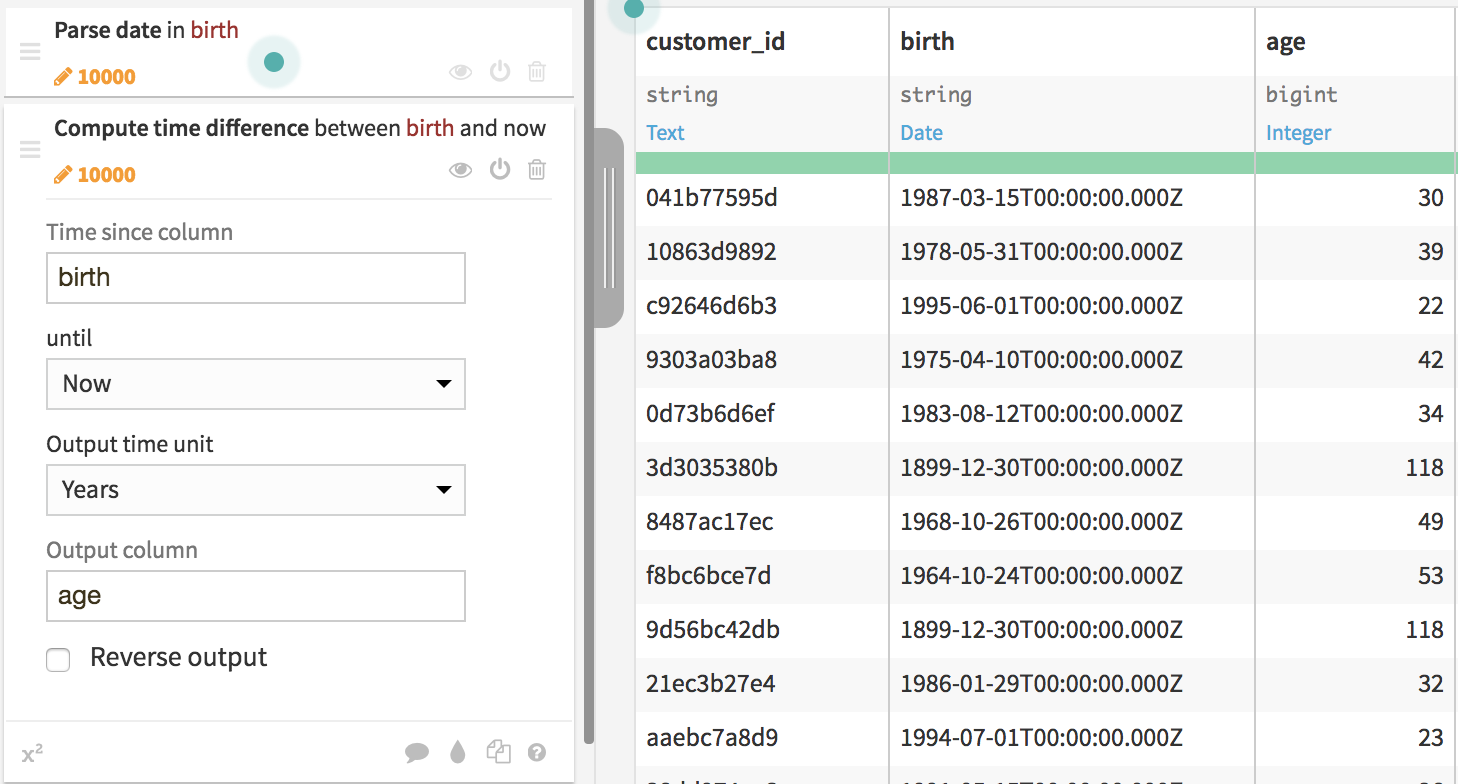 Parse date in birth
10000
Compute time difference between birth and now
10000
Time since column
birth
until
Now
Output time unit
Years
Output column
age
Reverse output
x²
customer_id birth age
string string bigint
Text Date Integer
041b77595d 1987-03-15T00:00:00.000Z 30
10863d9892 1978-05-31T00:00:00.000Z 39
c92646d6b3 1995-06-01T00:00:00.000Z 22
9303a03ba8 1975-04-10T00:00:00.000Z 42
0d73b6d6ef 1983-08-12T00:00:00.000Z 34
3d3035380b 1899-12-30T00:00:00.000Z 118
8487ac17ec 1968-10-26T00:00:00.000Z 49
f8bc6bce7d 1964-10-24T00:00:00.000Z 53
9d56bc42db 1899-12-30T00:00:00.000Z 118
21ec3b27e4 1986-01-29T00:00:00.000Z 32
aaebc7a8d9 1994-07-01T00:00:00.000Z 23